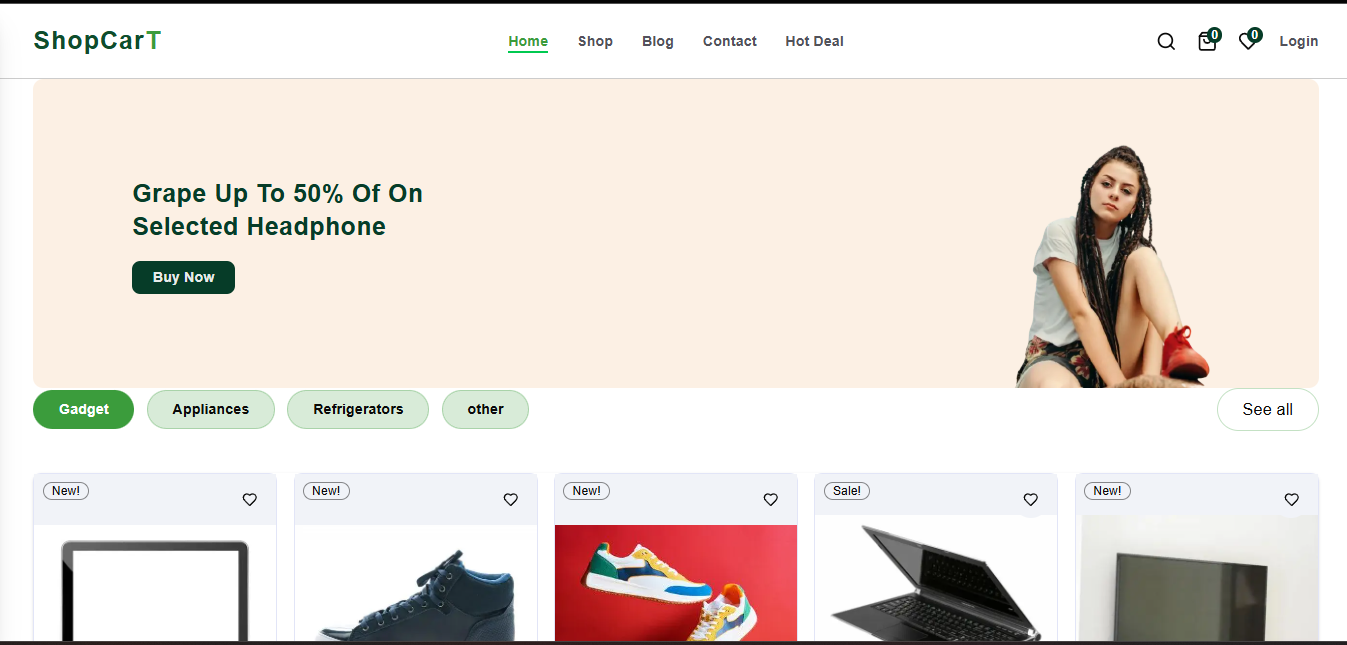 ShopCarT
Home Shop Blog Contact Hot Deal
0 0 Login
Grape Up To 50% Of On
Selected Headphone
Buy Now
Gadget Appliances Refrigerators other See all
New! New! New! Sale! New!